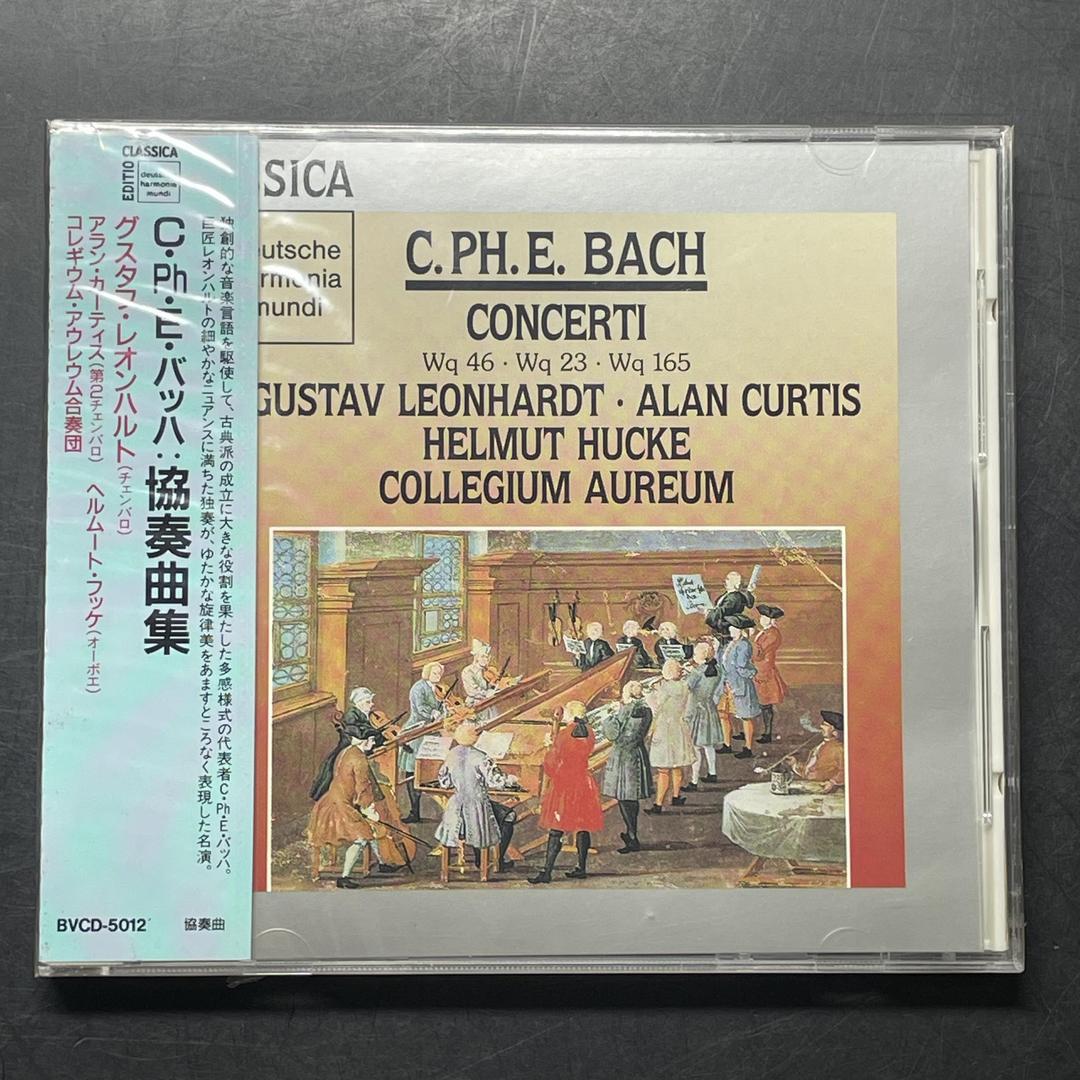 EDITIO
CLASSICA
deutsche
harmonia
mundi
独創的な音楽言語を駆使して、古典派の成立に大きな役割を果たした多感様式の代表者C・Ph・E・バッハ。
巨匠レオンハルトの細やかなニュアンスに満ちた独奏が、ゆたかな旋律美をあますところなく表現した名演。
C・Ph・E・バッハ:協奏曲集
グスタフ・レオンハルト(チェンバロ)
アラン・カーティス(第2チェンバロ) ヘルムート・フッケ(オーボエ)
コレギウム・アウレウム合奏団
BVCD-5012
協奏曲
SSICA
eutsche
rmonia
mundi
C.PH.E. BACH
CONCERTI
Wq 46 · Wq 23 · Wq 165
GUSTAV LEONHARDT · ALAN CURTIS
HELMUT HUCKE
COLLEGIUM AUREUM